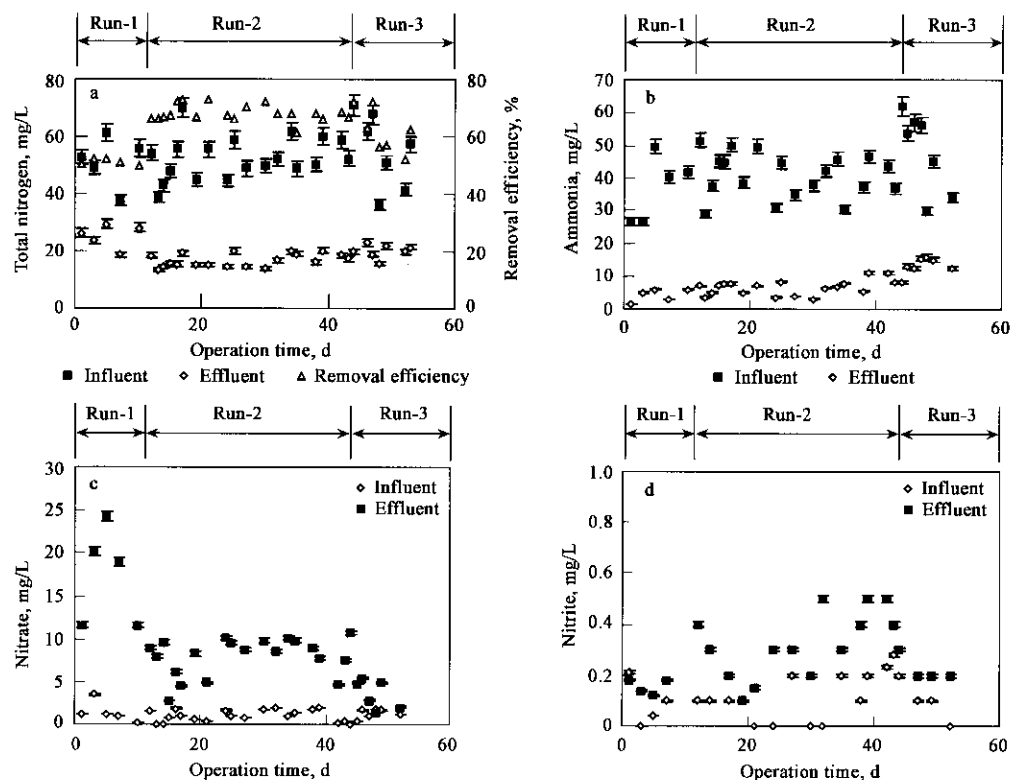 Run-1 Run-2 Run-3
80 80
a
60 60
40 40
20 20
0 0
0 20 40 60
Total nitrogen, mg/L
Removal efficiency, %
Operation time, d
Influent Effluent Removal efficiency
Run-1 Run-2 Run-3
70
b
60
50
40
30
20
10
0
0 20 40 60
Ammonia, mg/L
Operation time, d
Influent Effluent
Run-1 Run-2 Run-3
30
c
Influent
Effluent
25
20
15
10
5
0
0 20 40 60
Nitrate, mg/L
Operation time, d
Run-1 Run-2 Run-3
1.0
d
Influent
Effluent
0.8
0.6
0.4
0.2
0
0 20 40 60
Nitrite, mg/L
Operation time, d